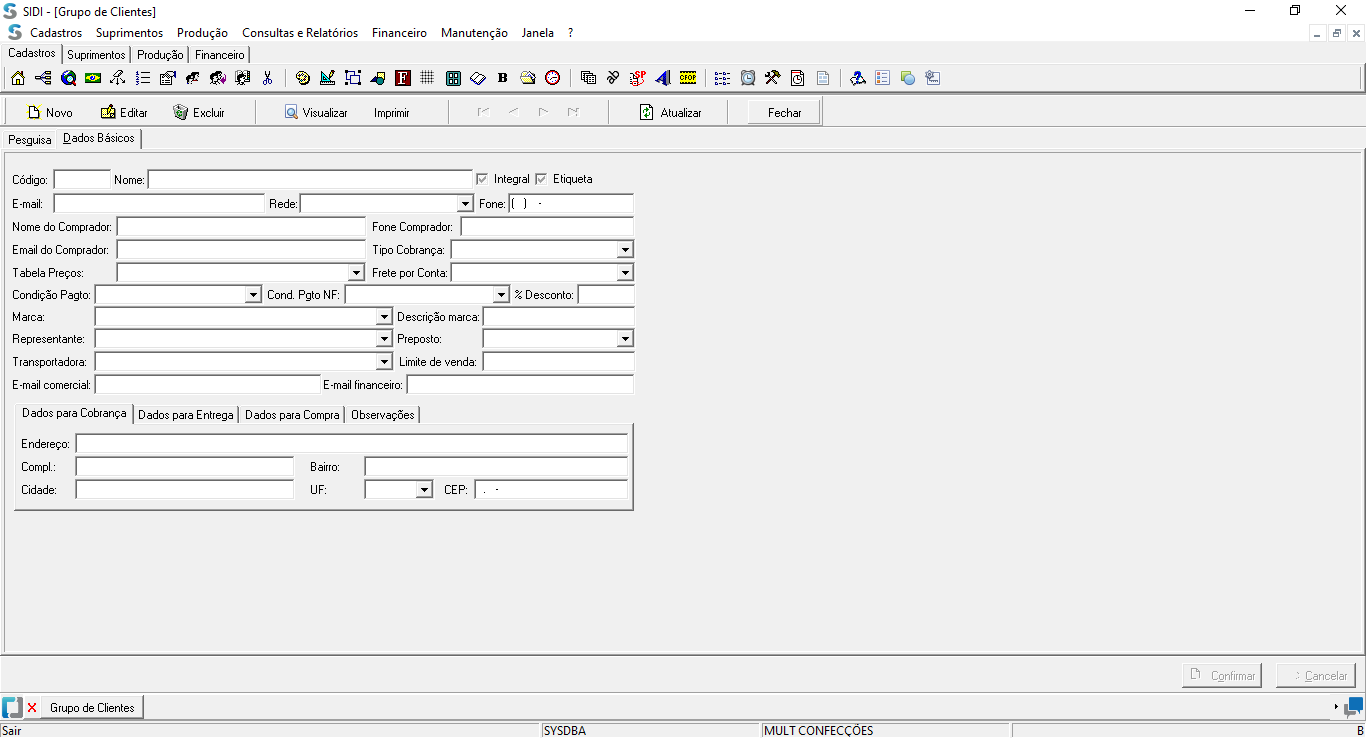 SIDI - [Grupo de Clientes]
Cadastros Suprimentos Produção Consultas e Relatórios Financeiro Manutenção Janela ?
Cadastros Suprimentos Produção Financeiro
F B SP CFOP
Novo Editar Excluir Visualizar Imprimir Atualizar Fechar
Pesquisa Dados Básicos
Código: Nome: Integral Etiqueta
E-mail: Rede: Fone: ( ) -
Nome do Comprador: Fone Comprador:
Email do Comprador: Tipo Cobrança:
Tabela Preços: Frete por Conta:
Condição Pagto: Cond. Pgto NF: % Desconto:
Marca: Descrição marca:
Representante: Preposto:
Transportadora: Limite de venda:
E-mail comercial: E-mail financeiro:
Dados para Cobrança Dados para Entrega Dados para Compra Observações
Endereço:
Compl.: Bairro:
Cidade: UF: CEP: . -
Confirmar Cancelar
Grupo de Clientes
Sair SYSDBA MULT CONFECÇÕES B